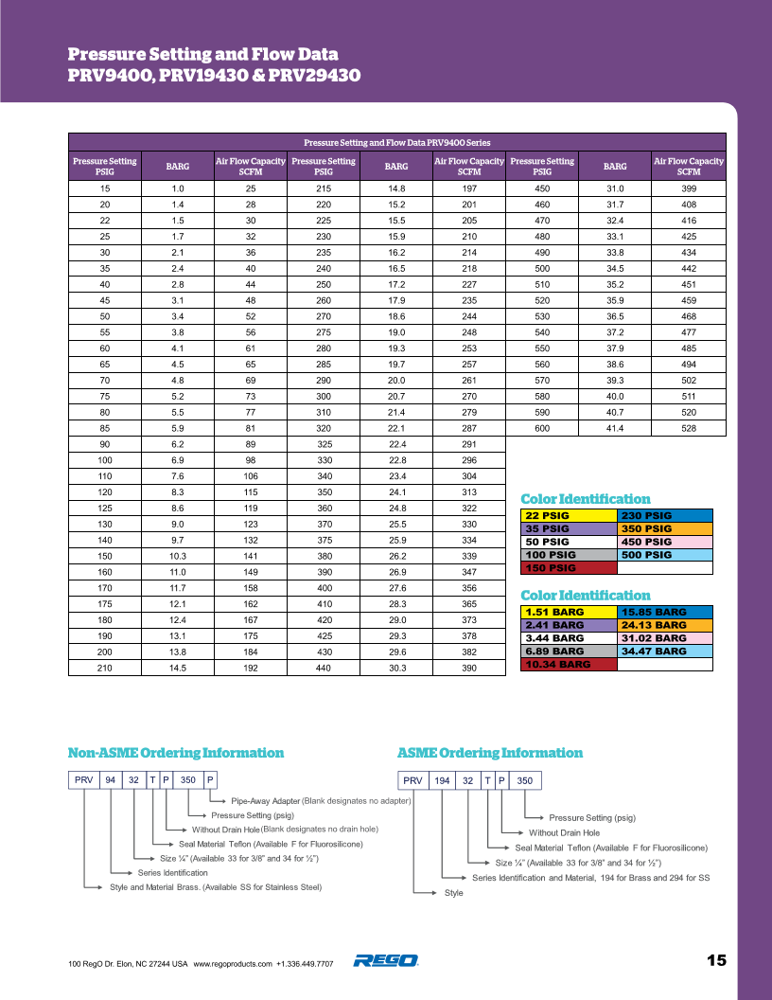 Pressure Setting and Flow Data
PRV9400, PRV19430 & PRV29430
Pressure Setting and Flow Data PRV9400 Series
Pressure Setting PSIG BARG Air Flow Capacity SCFM Pressure Setting PSIG BARG Air Flow Capacity SCFM Pressure Setting PSIG BARG Air Flow Capacity SCFM
15 1.0 25 215 14.8 197 450 31.0 399
20 1.4 28 220 15.2 201 460 31.7 408
22 1.5 30 225 15.5 205 470 32.4 416
25 1.7 32 230 15.9 210 480 33.1 425
30 2.1 36 235 16.2 214 490 33.8 434
35 2.4 40 240 16.5 218 500 34.5 442
40 2.8 44 250 17.2 227 510 35.2 451
45 3.1 48 260 17.9 235 520 35.9 459
50 3.4 52 270 18.6 244 530 36.5 468
55 3.8 56 275 19.0 248 540 37.2 477
60 4.1 61 280 19.3 253 550 37.9 485
65 4.5 65 285 19.7 257 560 38.6 494
70 4.8 69 290 20.0 261 570 39.3 502
75 5.2 73 300 20.7 270 580 40.0 511
80 5.5 77 310 21.4 279 590 40.7 520
85 5.9 81 320 22.1 287 600 41.4 528
90 6.2 89 325 22.4 291
100 6.9 98 330 22.8 296
110 7.6 106 340 23.4 304
120 8.3 115 350 24.1 313
125 8.6 119 360 24.8 322
130 9.0 123 370 25.5 330
140 9.7 132 375 25.9 334
150 10.3 141 380 26.2 339
160 11.0 149 390 26.9 347
170 11.7 158 400 27.6 356
175 12.1 162 410 28.3 365
180 12.4 167 420 29.0 373
190 13.1 175 425 29.3 378
200 13.8 184 430 29.6 382
210 14.5 192 440 30.3 390
Color Identification
22 PSIG 230 PSIG
35 PSIG 350 PSIG
50 PSIG 450 PSIG
100 PSIG 500 PSIG
150 PSIG
Color Identification
1.51 BARG 15.85 BARG
2.41 BARG 24.13 BARG
3.44 BARG 31.02 BARG
6.89 BARG 34.47 BARG
10.34 BARG
Non-ASME Ordering Information
PRV 94 32 T P 350 P
Pipe-Away Adapter (Blank designates no adapter)
Pressure Setting (psig)
Without Drain Hole (Blank designates no drain hole)
Seal Material Teflon (Available F for Fluorosilicone)
Size ¼" (Available 33 for 3/8" and 34 for ½")
Series Identification
Style and Material Brass. (Available SS for Stainless Steel)
ASME Ordering Information
PRV 194 32 T P 350
Pressure Setting (psig)
Without Drain Hole
Seal Material Teflon (Available F for Fluorosilicone)
Size ¼" (Available 33 for 3/8" and 34 for ½")
Series Identification and Material, 194 for Brass and 294 for SS
Style
100 RegO Dr. Elon, NC 27244 USA www.regoproducts.com +1.336.449.7707
REGO
15